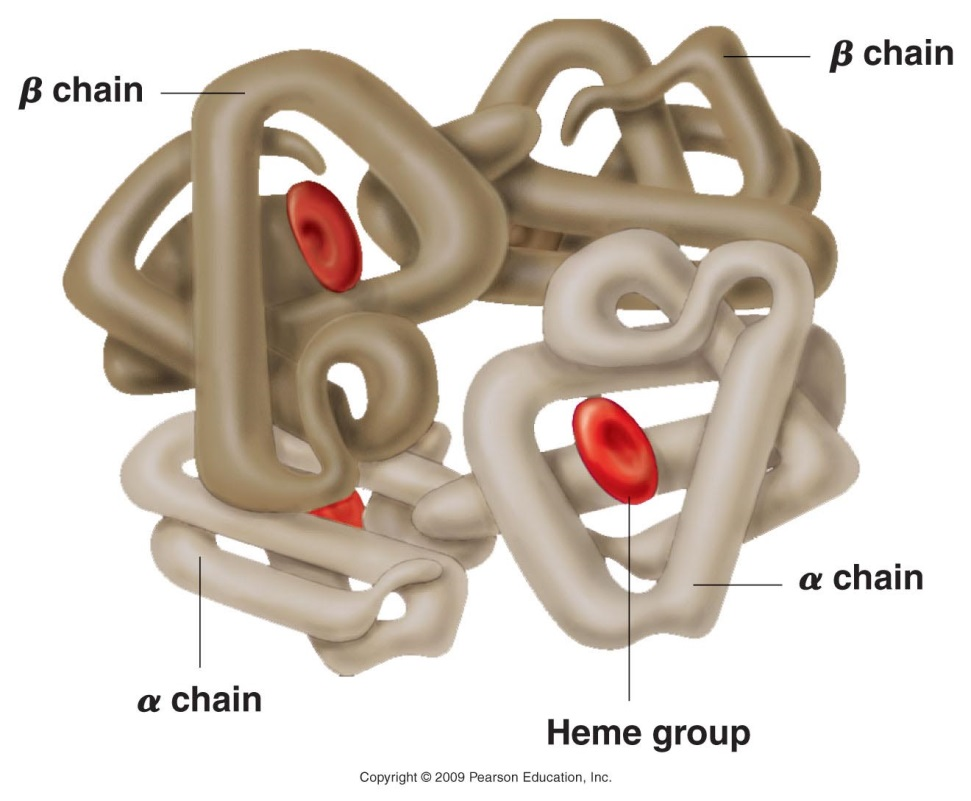 β chain
β chain
α chain
α chain
Heme group
Copyright © 2009 Pearson Education, Inc.